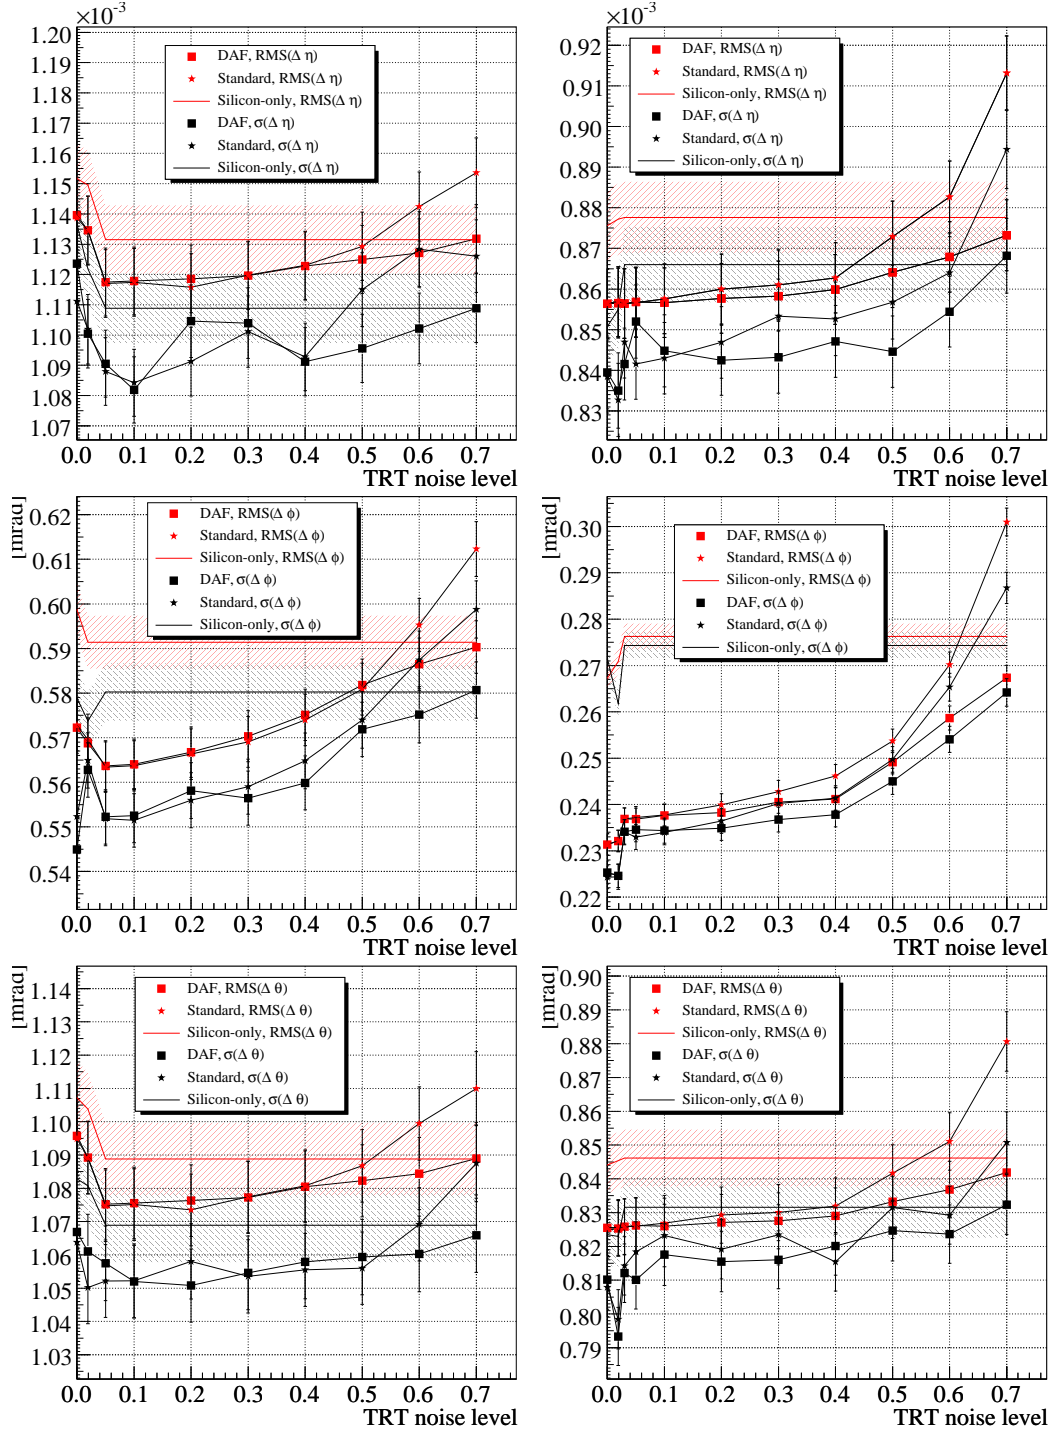 ×10⁻³
1.20
1.19
1.18
1.17
1.16
1.15
1.14
1.13
1.12
1.11
1.10
1.09
1.08
1.07
DAF, RMS(Δ η)
Standard, RMS(Δ η)
Silicon-only, RMS(Δ η)
DAF, σ(Δ η)
Standard, σ(Δ η)
Silicon-only, σ(Δ η)
0.0 0.1 0.2 0.3 0.4 0.5 0.6 0.7
TRT noise level
×10⁻³
0.92
0.91
0.90
0.89
0.88
0.87
0.86
0.85
0.84
0.83
DAF, RMS(Δ η)
Standard, RMS(Δ η)
Silicon-only, RMS(Δ η)
DAF, σ(Δ η)
Standard, σ(Δ η)
Silicon-only, σ(Δ η)
0.0 0.1 0.2 0.3 0.4 0.5 0.6 0.7
TRT noise level
[mrad]
0.62
0.61
0.60
0.59
0.58
0.57
0.56
0.55
0.54
DAF, RMS(Δ ϕ)
Standard, RMS(Δ ϕ)
Silicon-only, RMS(Δ ϕ)
DAF, σ(Δ ϕ)
Standard, σ(Δ ϕ)
Silicon-only, σ(Δ ϕ)
0.0 0.1 0.2 0.3 0.4 0.5 0.6 0.7
TRT noise level
[mrad]
0.30
0.29
0.28
0.27
0.26
0.25
0.24
0.23
0.22
DAF, RMS(Δ ϕ)
Standard, RMS(Δ ϕ)
Silicon-only, RMS(Δ ϕ)
DAF, σ(Δ ϕ)
Standard, σ(Δ ϕ)
Silicon-only, σ(Δ ϕ)
0.0 0.1 0.2 0.3 0.4 0.5 0.6 0.7
TRT noise level
[mrad]
1.14
1.13
1.12
1.11
1.10
1.09
1.08
1.07
1.06
1.05
1.04
1.03
DAF, RMS(Δ θ)
Standard, RMS(Δ θ)
Silicon-only, RMS(Δ θ)
DAF, σ(Δ θ)
Standard, σ(Δ θ)
Silicon-only, σ(Δ θ)
0.0 0.1 0.2 0.3 0.4 0.5 0.6 0.7
TRT noise level
[mrad]
0.90
0.89
0.88
0.87
0.86
0.85
0.84
0.83
0.82
0.81
0.80
0.79
DAF, RMS(Δ θ)
Standard, RMS(Δ θ)
Silicon-only, RMS(Δ θ)
DAF, σ(Δ θ)
Standard, σ(Δ θ)
Silicon-only, σ(Δ θ)
0.0 0.1 0.2 0.3 0.4 0.5 0.6 0.7
TRT noise level